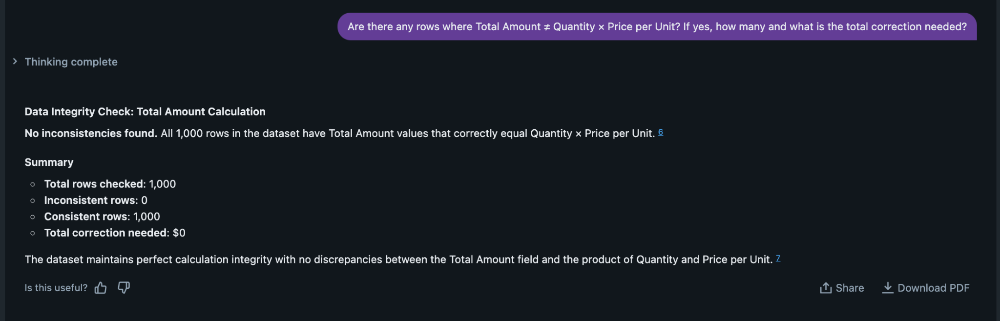 Are there any rows where Total Amount ≠ Quantity × Price per Unit? If yes, how many and what is the total correction needed?
Thinking complete
Data Integrity Check: Total Amount Calculation
No inconsistencies found. All 1,000 rows in the dataset have Total Amount values that correctly equal Quantity × Price per Unit. 6
Summary
Total rows checked: 1,000
Inconsistent rows: 0
Consistent rows: 1,000
Total correction needed: $0
The dataset maintains perfect calculation integrity with no discrepancies between the Total Amount field and the product of Quantity and Price per Unit. 7
Is this useful?
Share
Download PDF